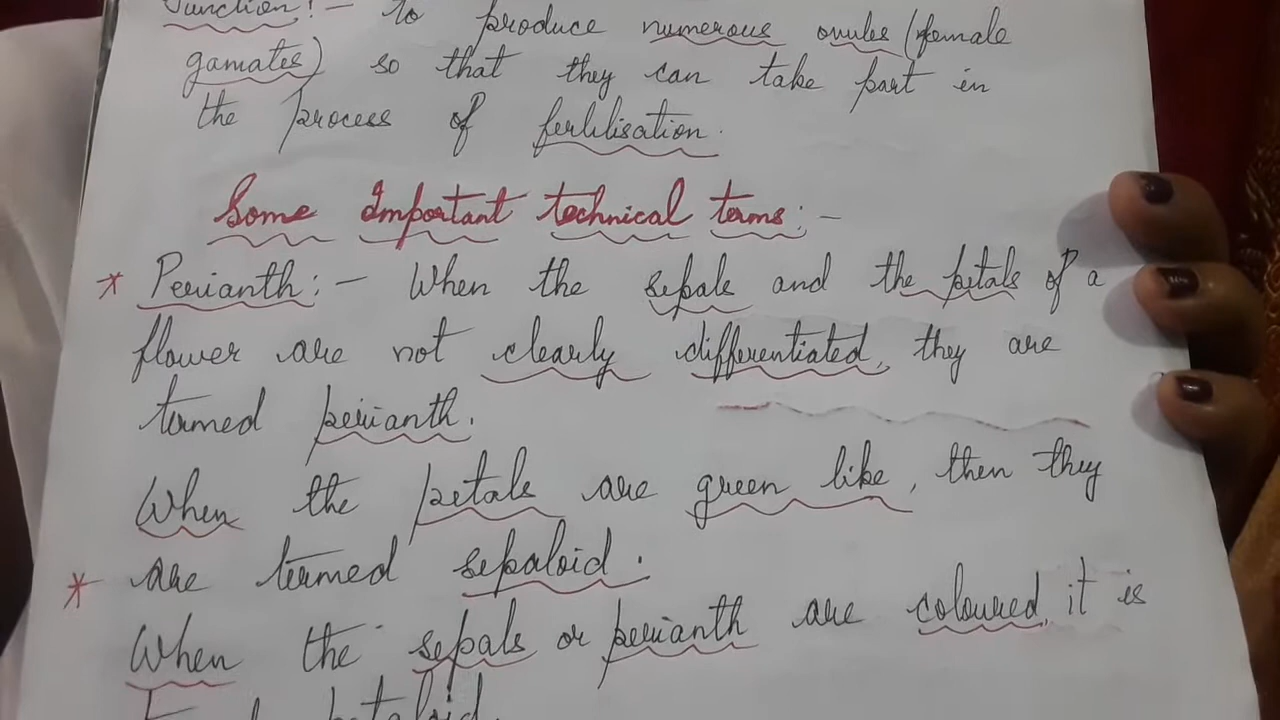 Function:- to produce numerous ovules (female
gamates) so that they can take part in
the process of fertilisation.
Some Important technical terms:-
* Perianth:- When the sepals and the petals of a
flower are not clearly differentiated, they are
termed perianth.
When the petals are green like, then they
* are termed sepaloid.
When the sepals or perianth are coloured, it is
petaloid.